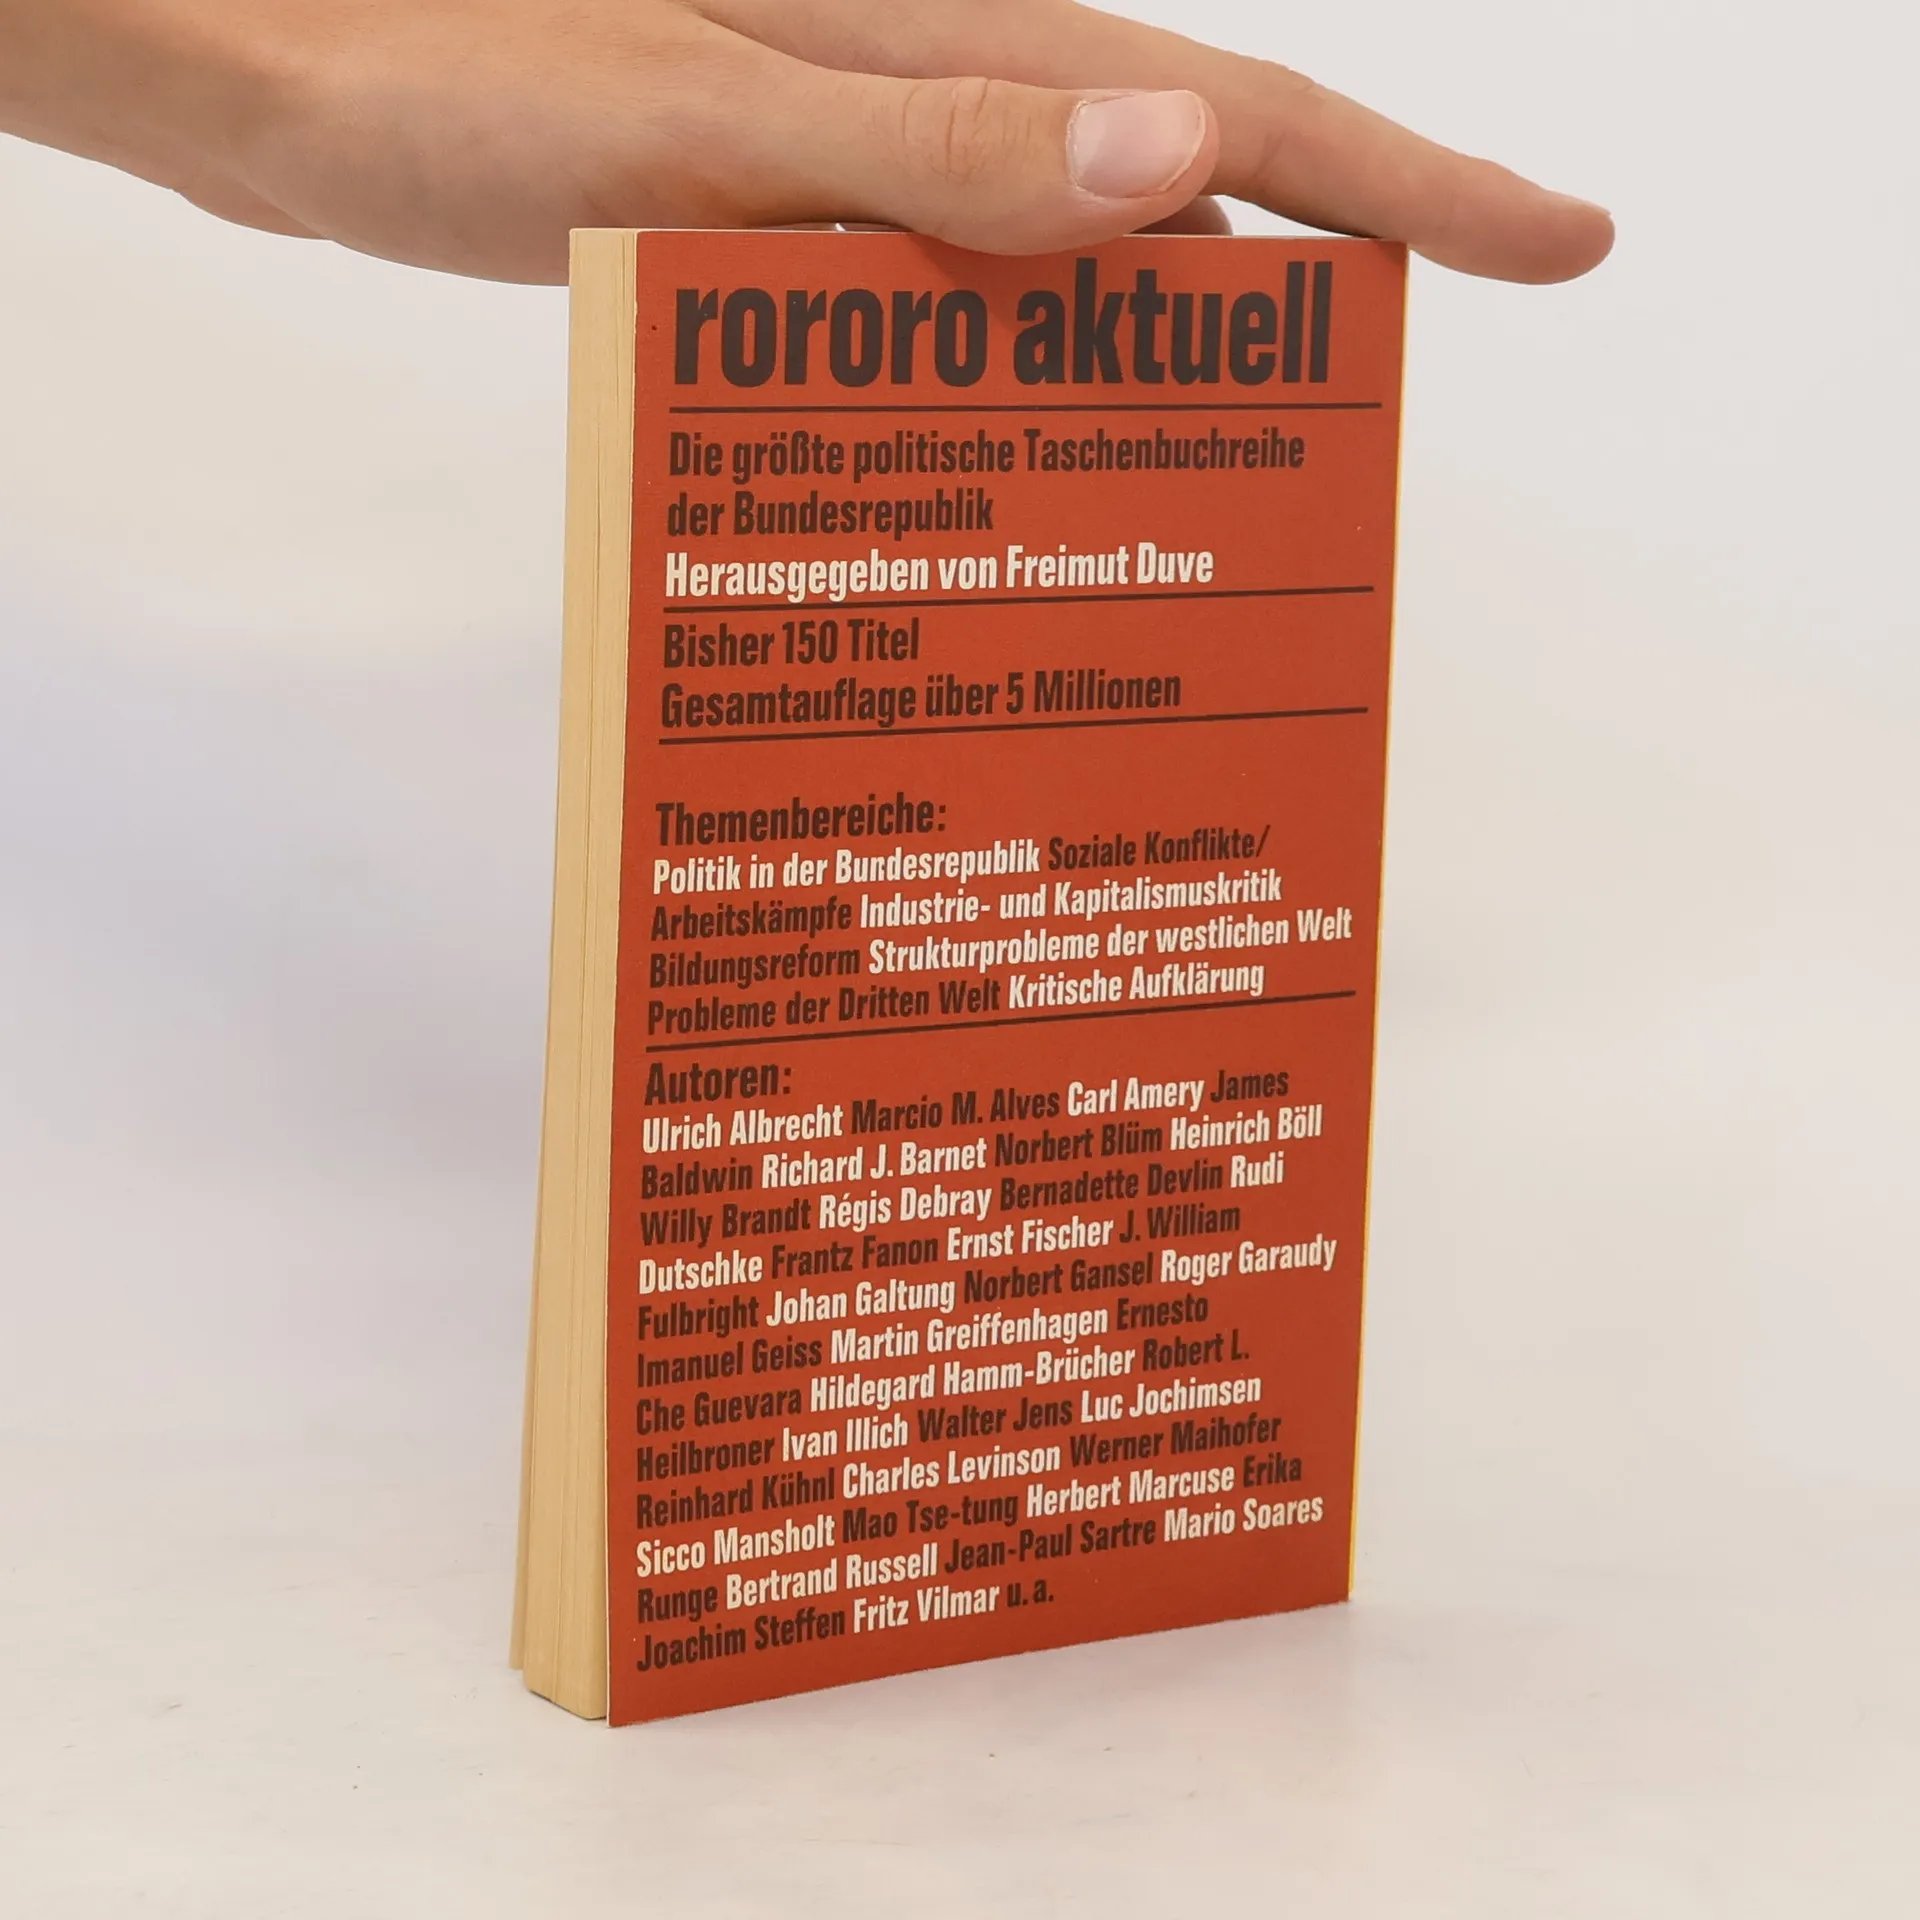 rororo aktuell
Die größte politische Taschenbuchreihe
der Bundesrepublik
Herausgegeben von Freimut Duve
Bisher 150 Titel
Gesamtauflage über 5 Millionen
Themenbereiche:
Politik in der Bundesrepublik Soziale Konflikte/
Arbeitskämpfe Industrie- und Kapitalismuskritik
Bildungsreform Strukturprobleme der westlichen Welt
Probleme der Dritten Welt Kritische Aufklärung
Autoren:
Ulrich Albrecht Marcio M. Alves Carl Amery James
Baldwin Richard J. Barnet Norbert Blüm Heinrich Böll
Willy Brandt Régis Debray Bernadette Devlin Rudi
Dutschke Frantz Fanon Ernst Fischer J. William
Fulbright Johan Galtung Norbert Gansel Roger Garaudy
Imanuel Geiss Martin Greiffenhagen Ernesto
Che Guevara Hildegard Hamm-Brücher Robert L.
Heilbroner Ivan Illich Walter Jens Luc Jochimsen
Reinhard Kühnl Charles Levinson Werner Maihofer
Sicco Mansholt Mao Tse-tung Herbert Marcuse Erika
Runge Bertrand Russell Jean-Paul Sartre Mario Soares
Joachim Steffen Fritz Vilmar u. a.